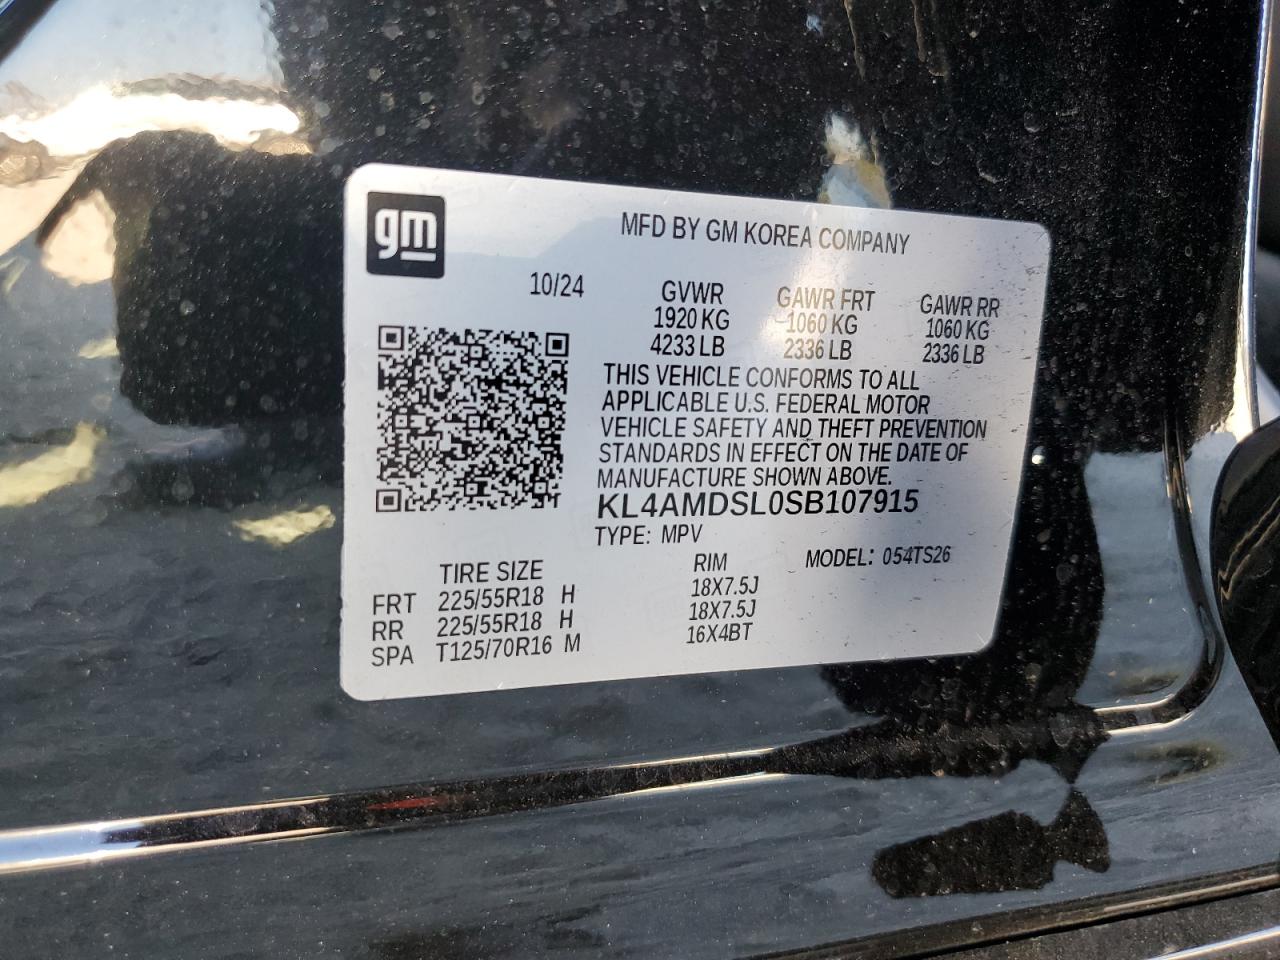 gm
MFD BY GM KOREA COMPANY
10/24
GVWR
1920 KG
4233 LB
GAWR FRT
1060 KG
2336 LB
GAWR RR
1060 KG
2336 LB
THIS VEHICLE CONFORMS TO ALL
APPLICABLE U.S. FEDERAL MOTOR
VEHICLE SAFETY AND THEFT PREVENTION
STANDARDS IN EFFECT ON THE DATE OF
MANUFACTURE SHOWN ABOVE.
KL4AMDSL0SB107915
TYPE: MPV
MODEL: 054TS26
TIRE SIZE RIM
FRT 225/55R18 H 18X7.5J
RR 225/55R18 H 18X7.5J
SPA T125/70R16 M 16X4BT